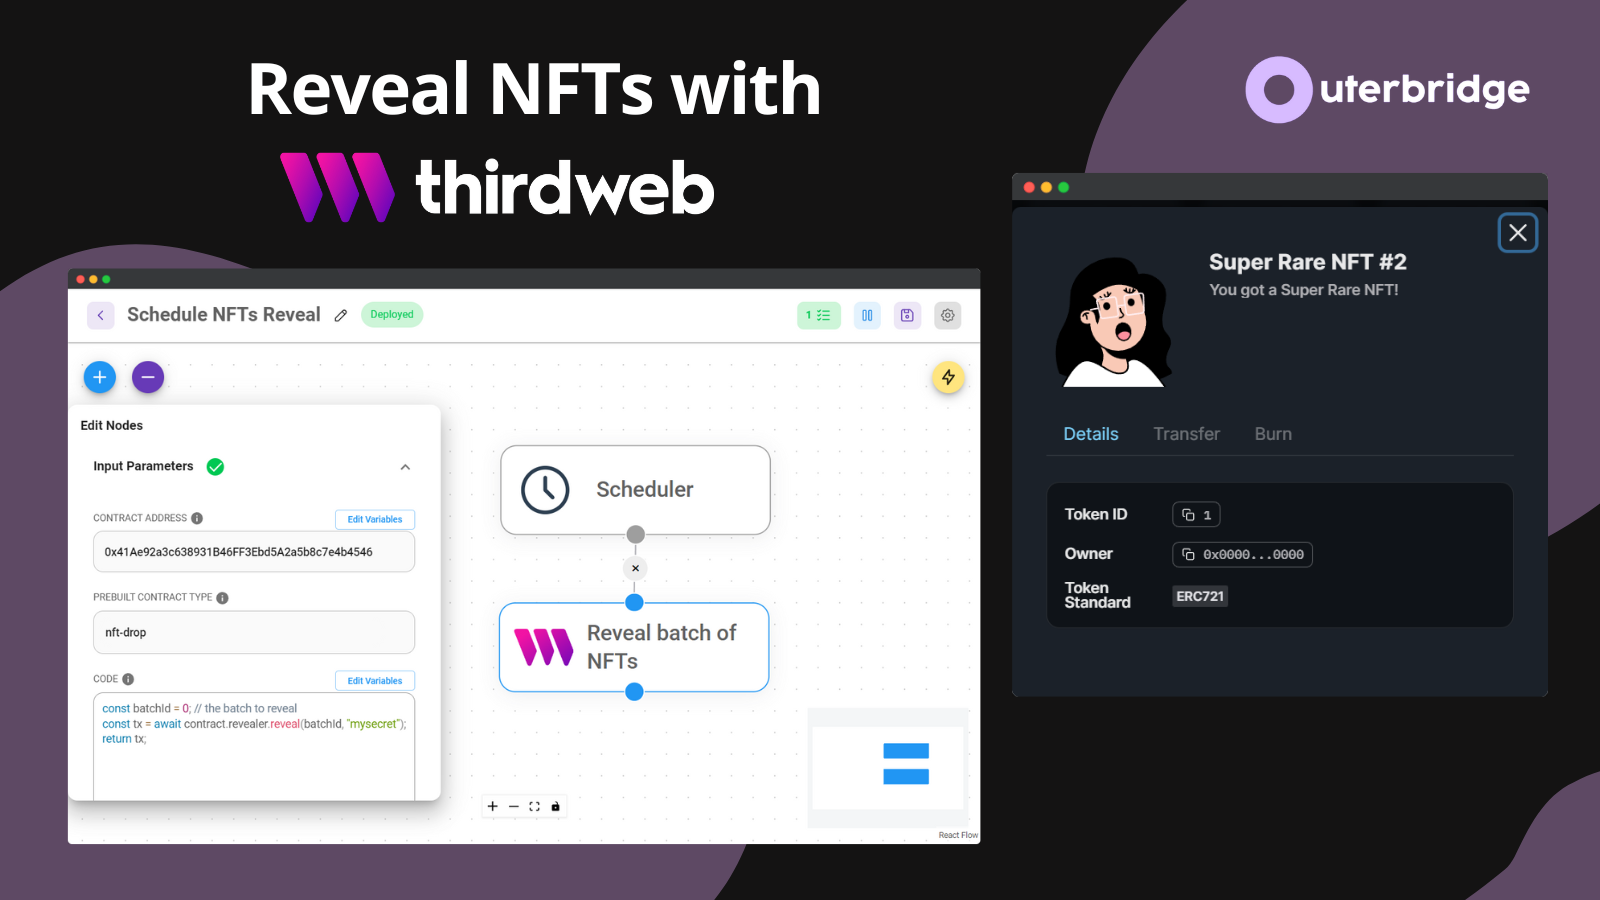 Reveal NFTs with
thirdweb
uterbridge
Schedule NFTs Reveal
Deployed
1
Edit Nodes
Input Parameters
CONTRACT ADDRESS
Edit Variables
0x41Ae92a3c638931B46FF3Ebd5A2a5b8c7e4b4546
PREBUILT CONTRACT TYPE
nft-drop
CODE
Edit Variables
const batchId = 0; // the batch to reveal
const tx = await contract.revealer.reveal(batchId, "mysecret");
return tx;
Scheduler
Reveal batch of
NFTs
React Flow
Super Rare NFT #2
You got a Super Rare NFT!
Details Transfer Burn
Token ID 1
Owner 0x0000...0000
Token
Standard
ERC721